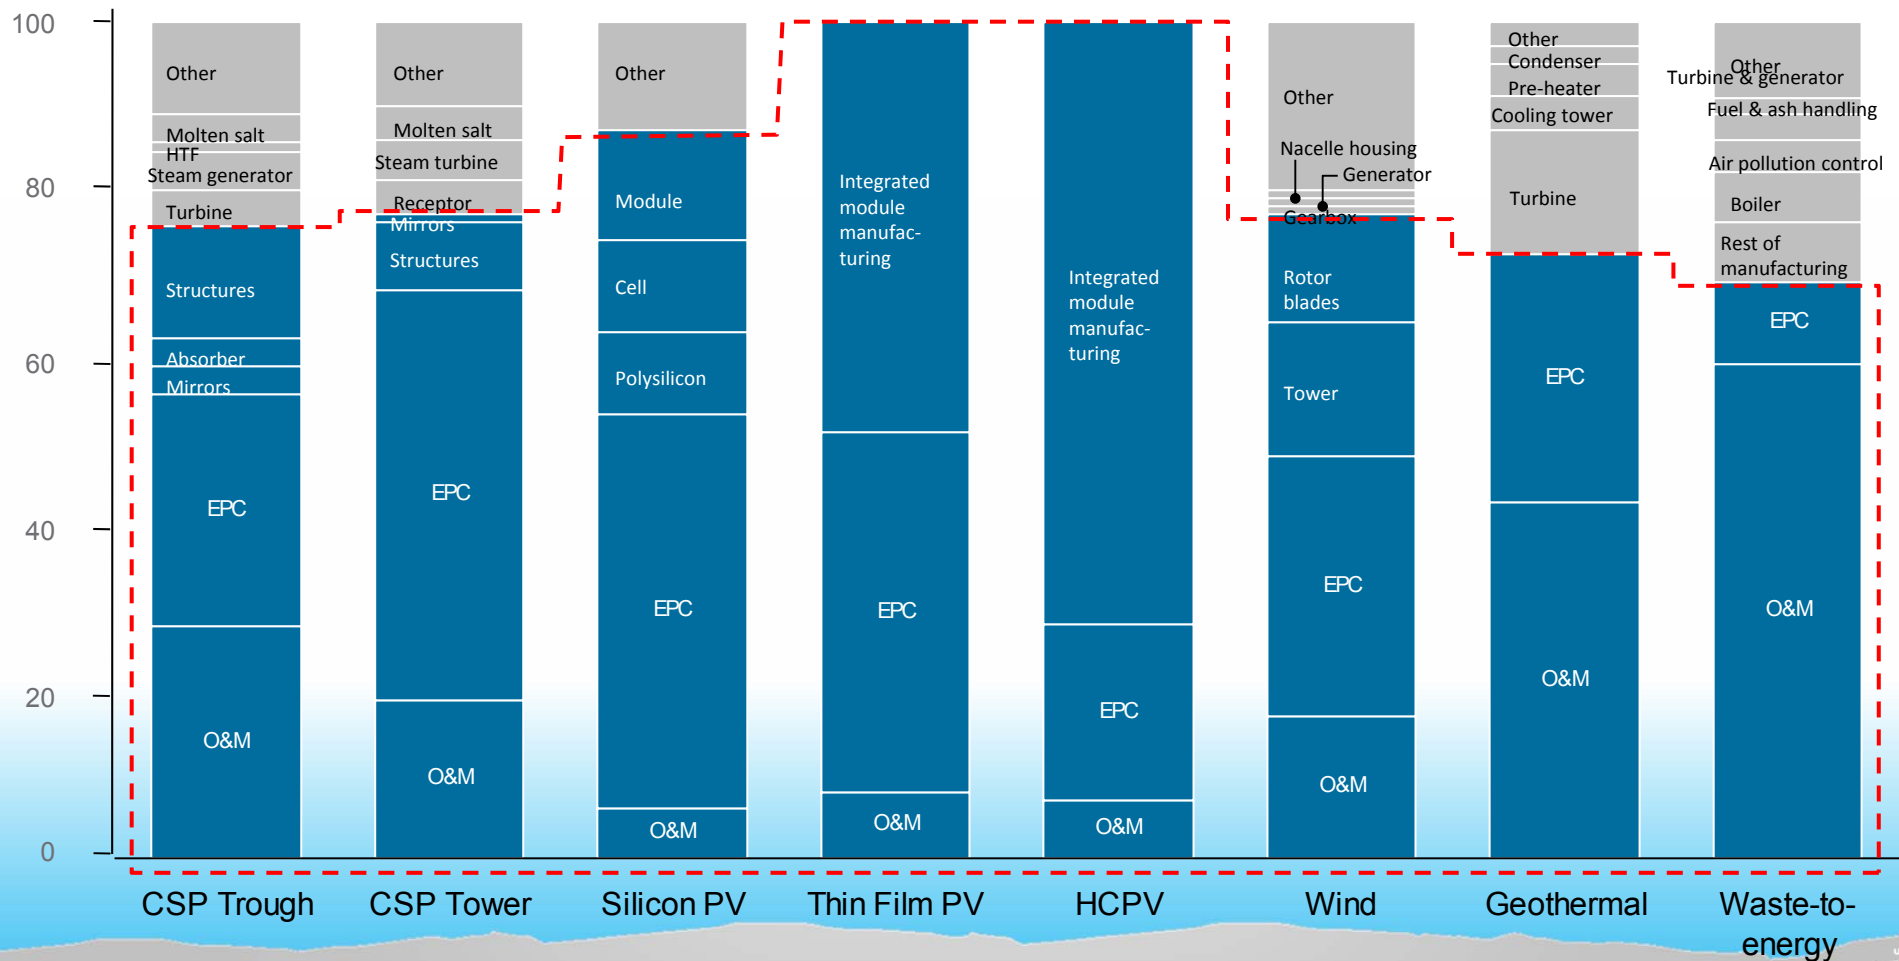 100
80
60
40
20
0
Other
Molten salt
HTF
Steam generator
Turbine
Structures
Absorber
Mirrors
EPC
O&M
Other
Molten salt
Steam turbine
Receptor
Mirrors
Structures
EPC
O&M
Other
Module
Cell
Polysilicon
EPC
O&M
Integrated
module
manufac-
turing
EPC
O&M
Integrated
module
manufac-
turing
EPC
O&M
Other
Nacelle housing
Generator
Gearbox
Rotor
blades
Tower
EPC
O&M
Other
Condenser
Pre-heater
Cooling tower
Turbine
EPC
O&M
Other
Turbine & generator
Fuel & ash handling
Air pollution control
Boiler
Rest of
manufacturing
EPC
O&M
CSP Trough
CSP Tower
Silicon PV
Thin Film PV
HCPV
Wind
Geothermal
Waste-to-
energy